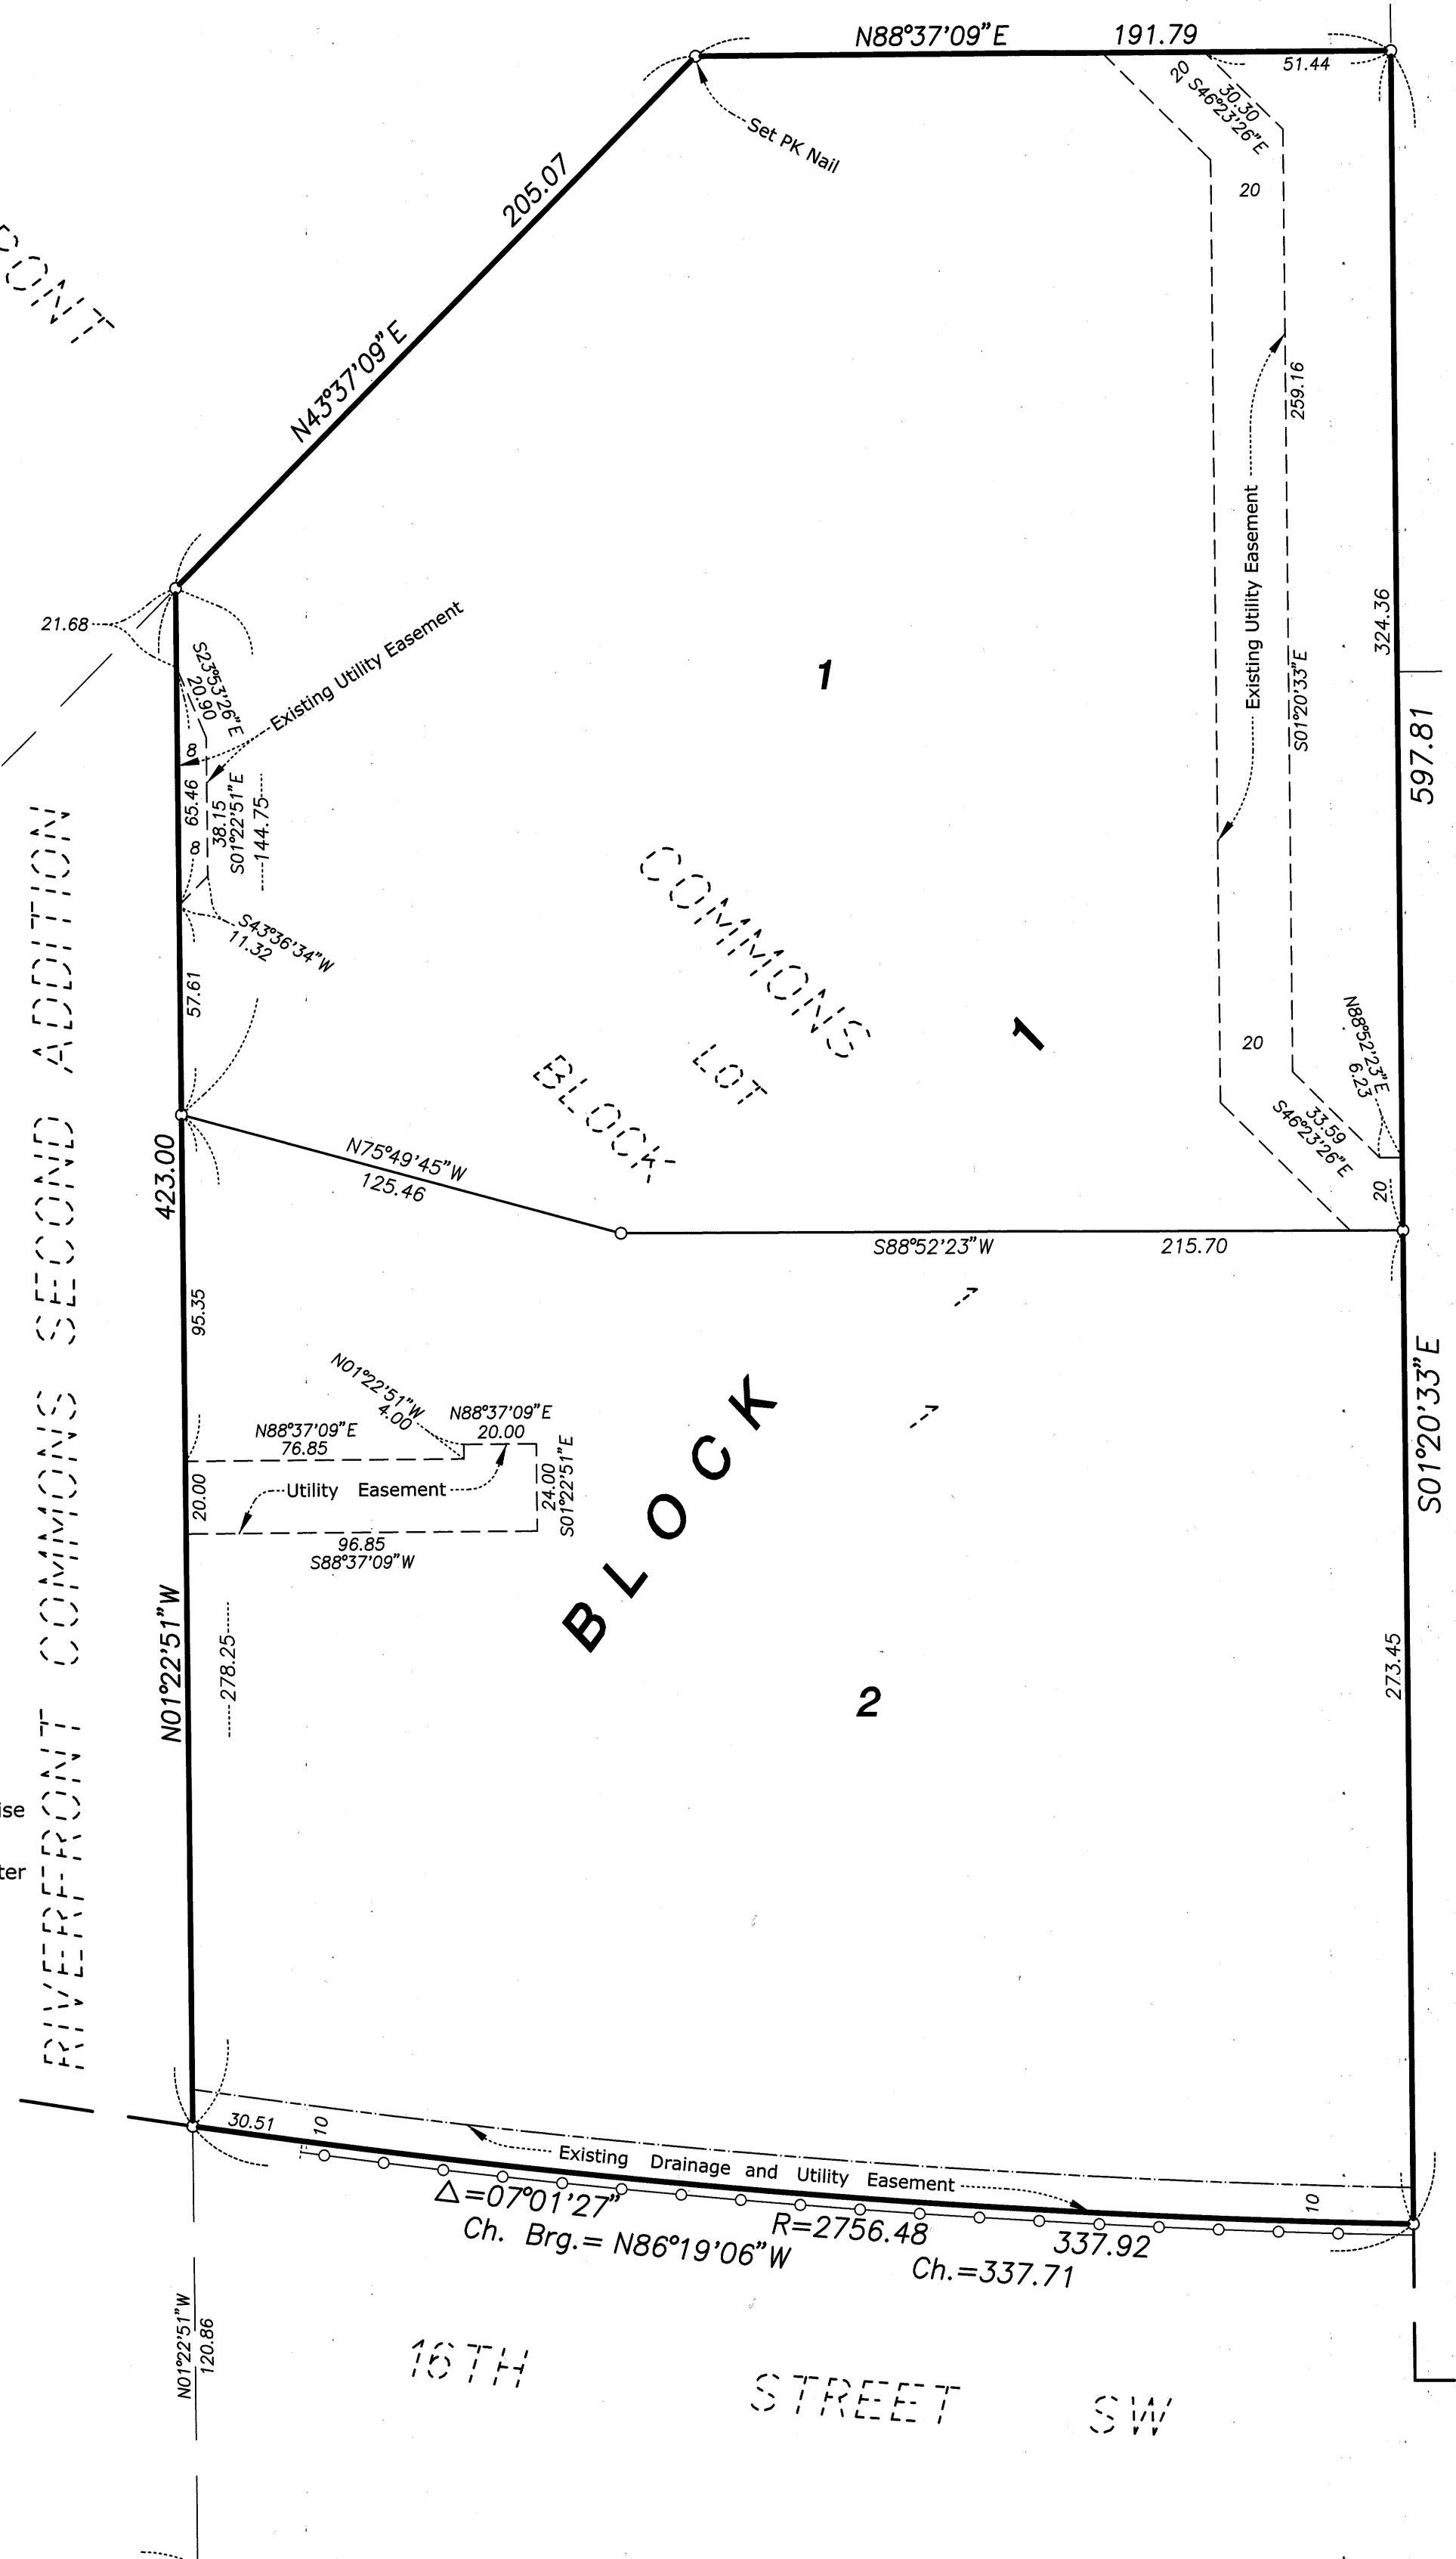 N88°37'09"E 191.79
51.44
20
30.30
S46°23'26"E
Set PK Nail
20
205.07
N43°37'09"E
259.16
Existing Utility Easement
S01°20'33"E
324.36
597.81
21.68
S23°53'26"E
20.90
Existing Utility Easement
1
8
65.46
38.15
S01°22'51"E
144.75
8
S43°36'34"W
11.32
57.61
COMMONS
LOT 1
BLOCK 1
20
N88°52'23"E
6.23
33.59
S46°23'26"E
20
423.00
N75°49'45"W
125.46
S88°52'23"W 215.70
95.35
1
N01°22'51"W
4.00
N88°37'09"E
20.00
N88°37'09"E
76.85
24.00
S01°22'51"E
20.00
Utility Easement
96.85
S88°37'09"W
BLOCK 1
S01°20'33"E
N01°22'51"W
278.25
273.45
2
RIVERFRONT COMMONS SECOND ADDITION
30.51
10
Existing Drainage and Utility Easement
10
Δ=07°01'27"
R=2756.48
337.92
Ch. Brg.= N86°19'06"W
Ch.=337.71
N01°22'51"W
120.86
16TH STREET SW